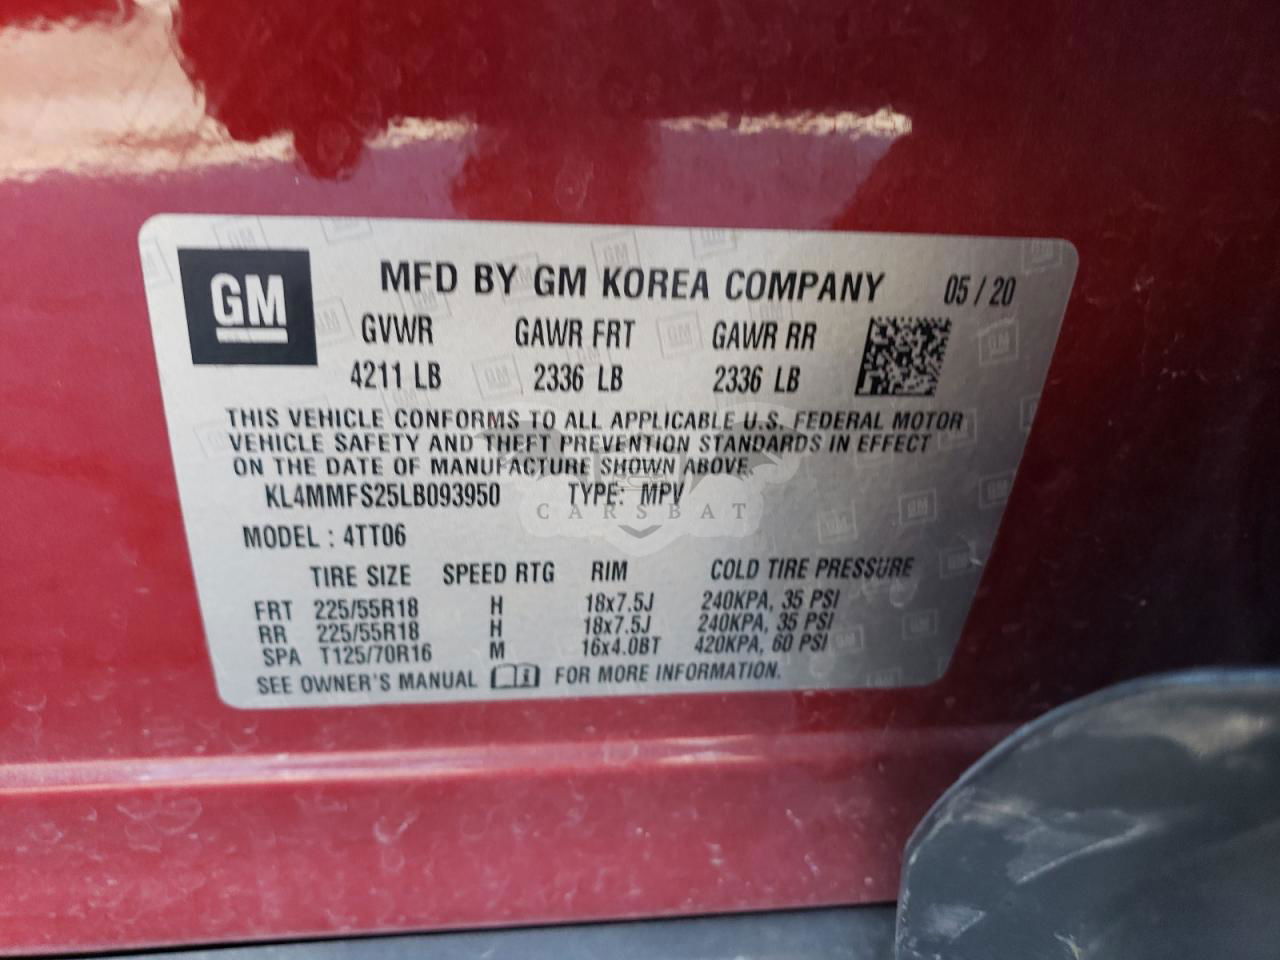 GM MFD BY GM KOREA COMPANY 05 / 20
GVWR GAWR FRT GAWR RR
4211 LB 2336 LB 2336 LB
THIS VEHICLE CONFORMS TO ALL APPLICABLE U.S. FEDERAL MOTOR
VEHICLE SAFETY AND THEFT PREVENTION STANDARDS IN EFFECT
ON THE DATE OF MANUFACTURE SHOWN ABOVE.
KL4MMFS25LB093950 TYPE: MPV
CARSBAT
MODEL : 4TT06
TIRE SIZE SPEED RTG RIM COLD TIRE PRESSURE
FRT 225/55R18 H 18x7.5J 240KPA, 35 PSI
RR 225/55R18 H 18x7.5J 240KPA, 35 PSI
SPA T125/70R16 M 16x4.0BT 420KPA, 60 PSI
SEE OWNER'S MANUAL FOR MORE INFORMATION.